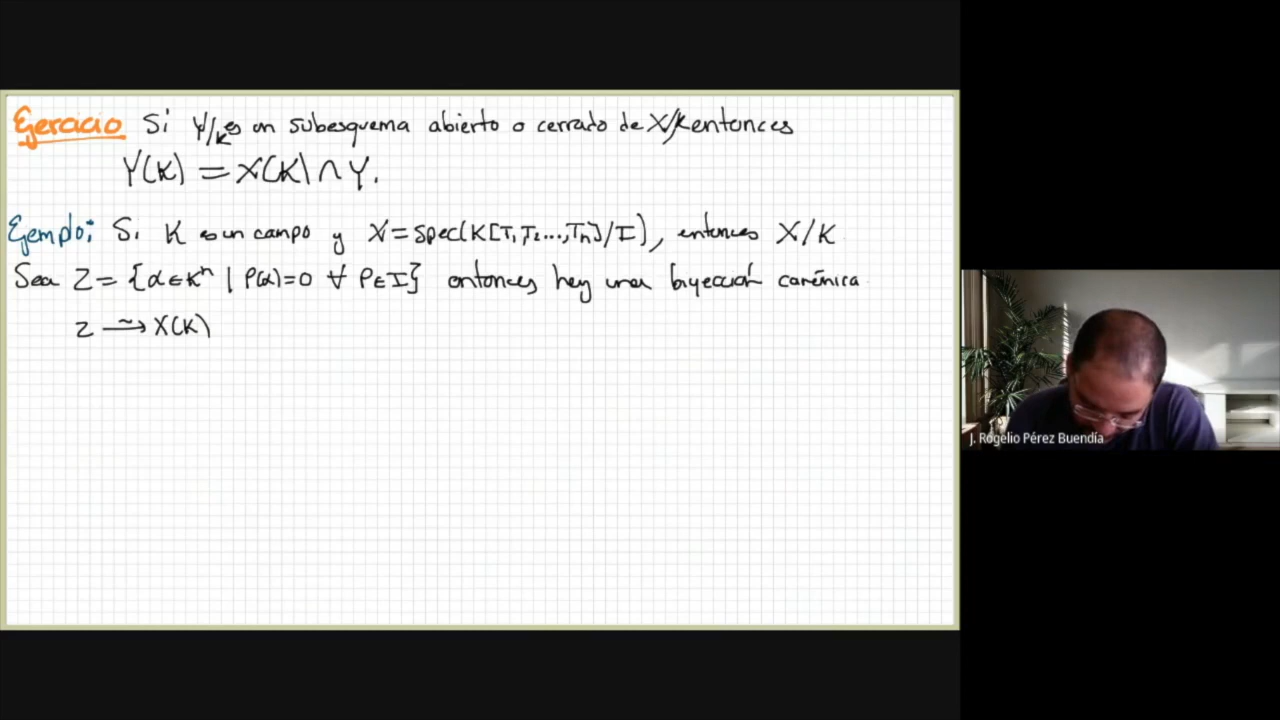 Ejercicio Si Y/K es un subesquema abierto o cerrado de X/K entonces
Y(K) = X(K) ∩ Y.
Ejemplo: Si K es un campo y X = Spec(K[T₁,T₂...,Tₙ]/I), entonces X/K
Sea Z = {α ∈ Kⁿ | P(α)=0 ∀ P∈I} entonces hay una biyección canónica
Z ⥲ X(K)
J. Rogelio Pérez Buendía